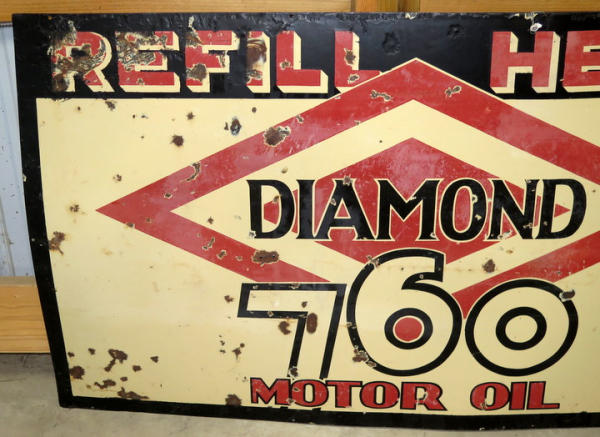 REFILL HE
DIAMOND
760
MOTOR OIL